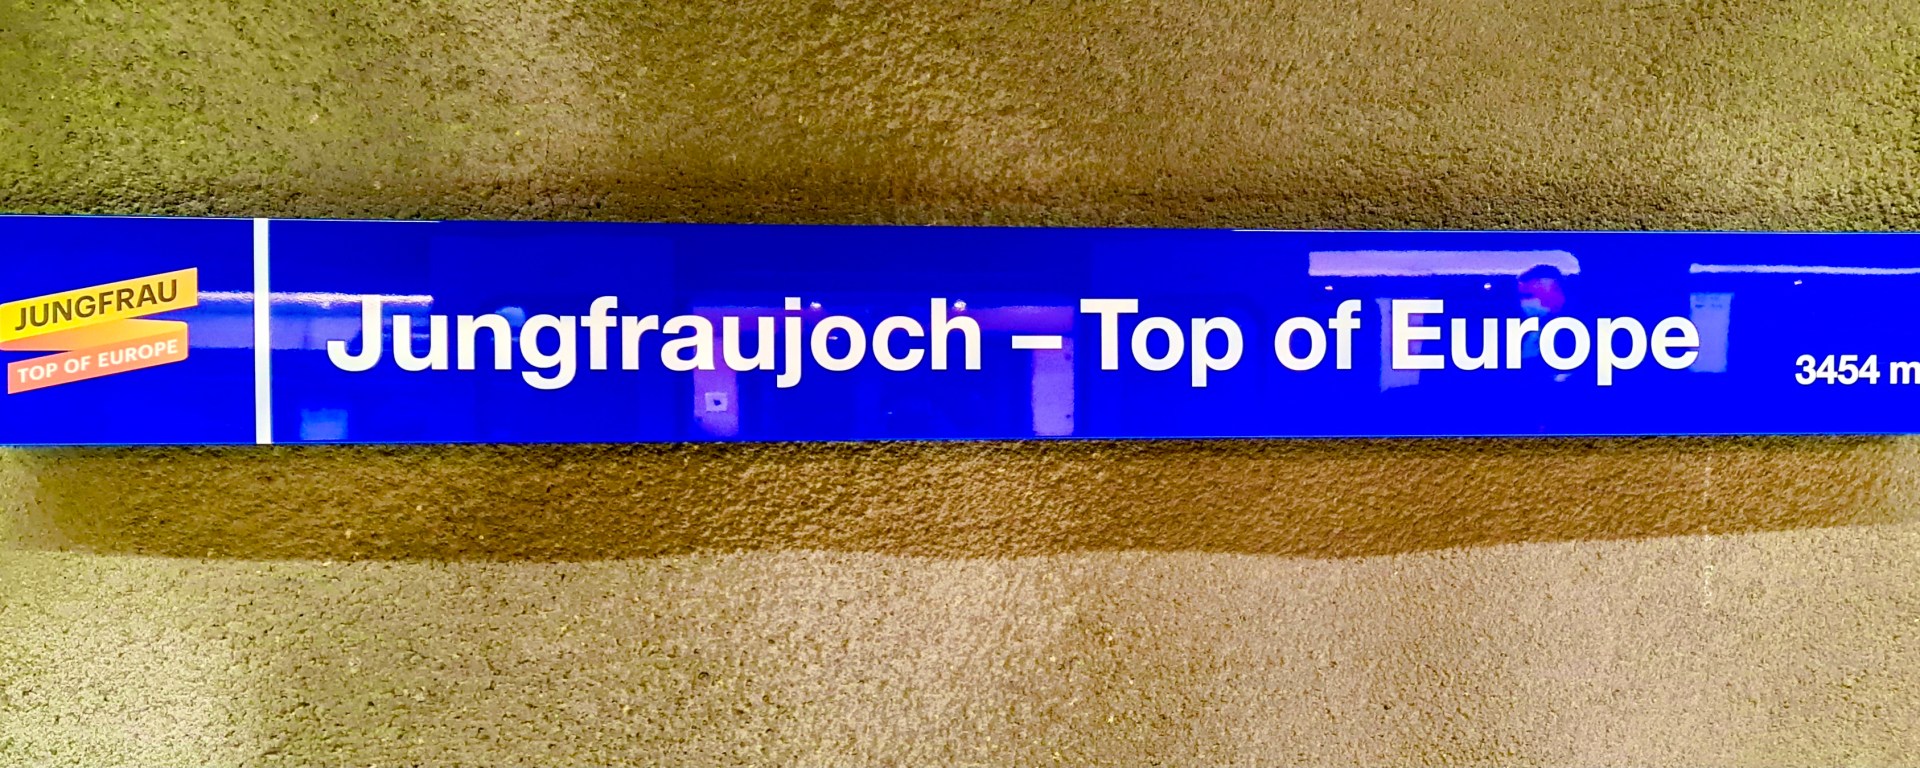 JUNGFRAU
TOP OF EUROPE
Jungfraujoch – Top of Europe
3454 m